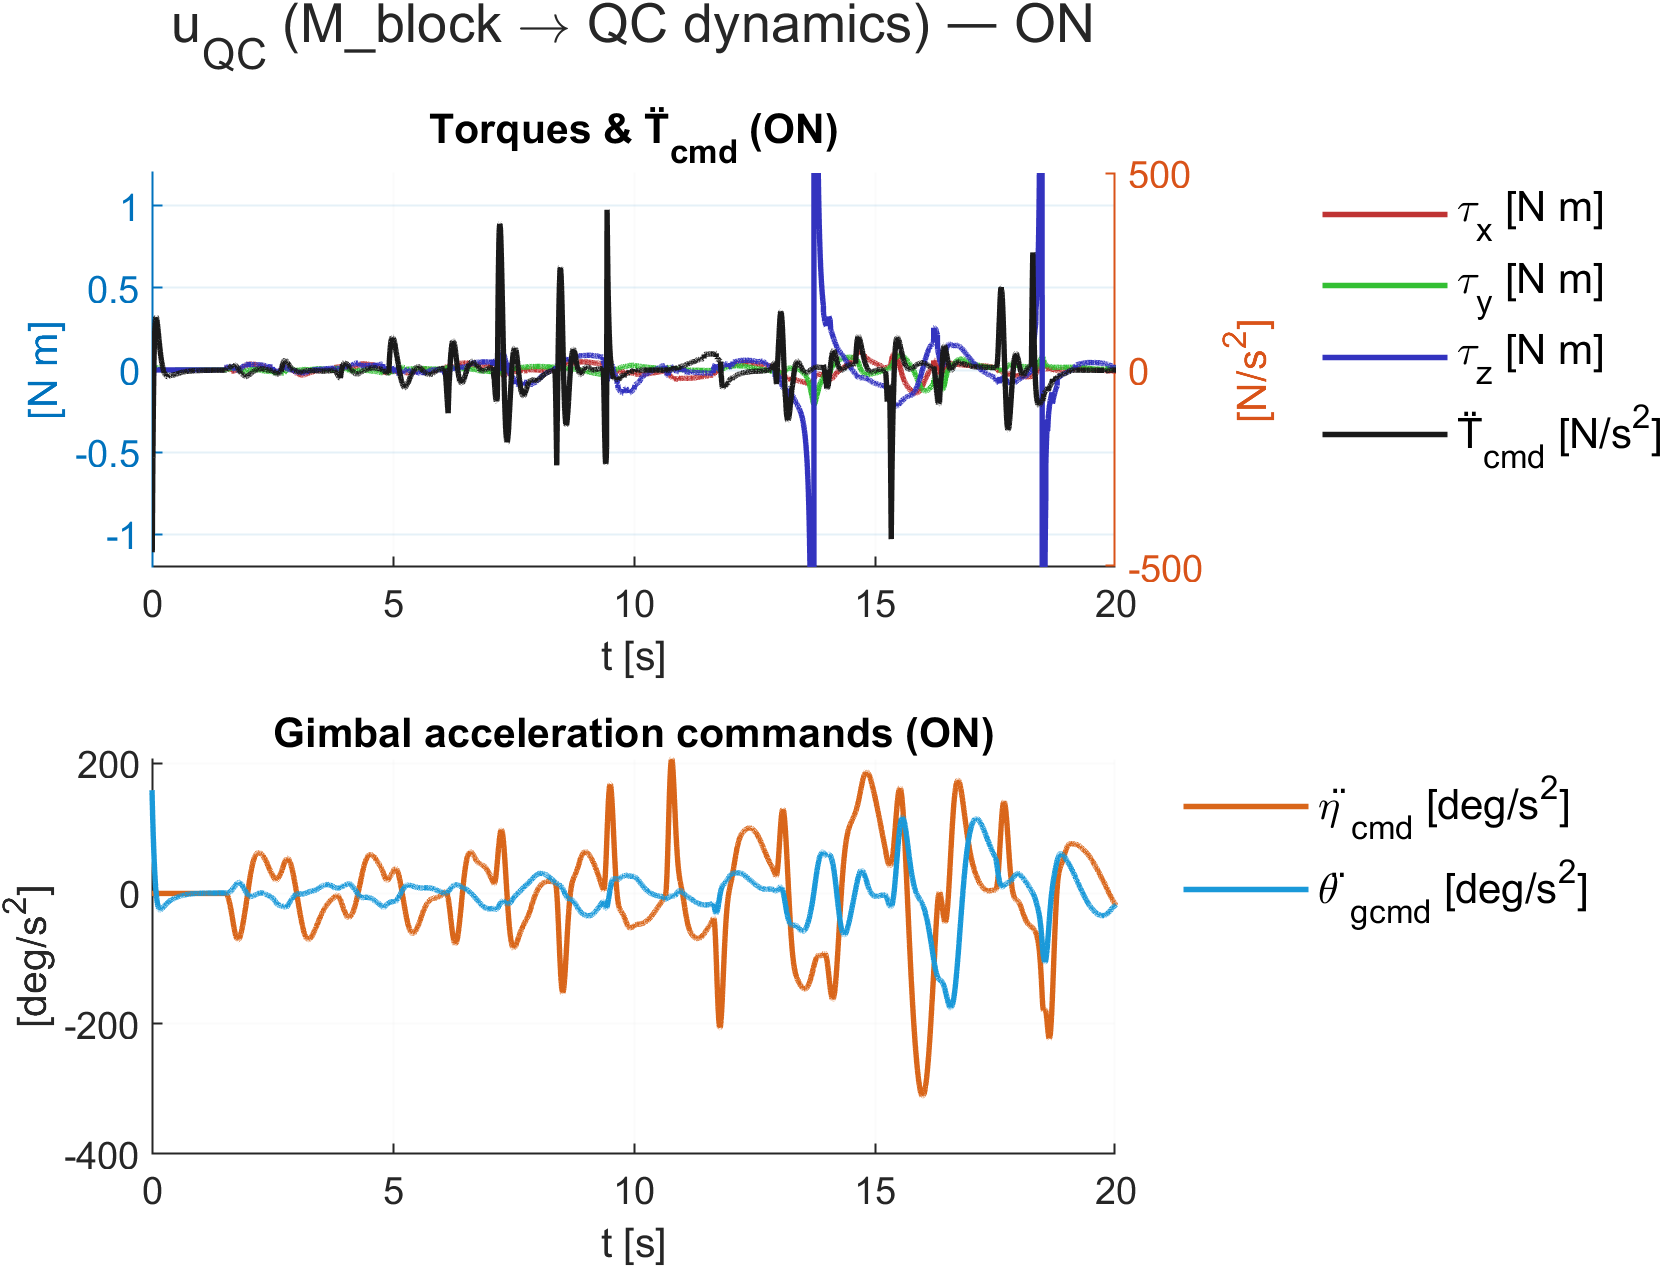 u_QC (M_block → QC dynamics) — ON
Torques & T̈_cmd (ON)
1
0.5
0
-0.5
-1
[N m]
500
0
-500
[N/s²]
0 5 10 15 20
t [s]
τ_x [N m]
τ_y [N m]
τ_z [N m]
T̈_cmd [N/s²]
Gimbal acceleration commands (ON)
200
0
-200
-400
[deg/s²]
0 5 10 15 20
t [s]
η̈_cmd [deg/s²]
θ̈_gcmd [deg/s²]